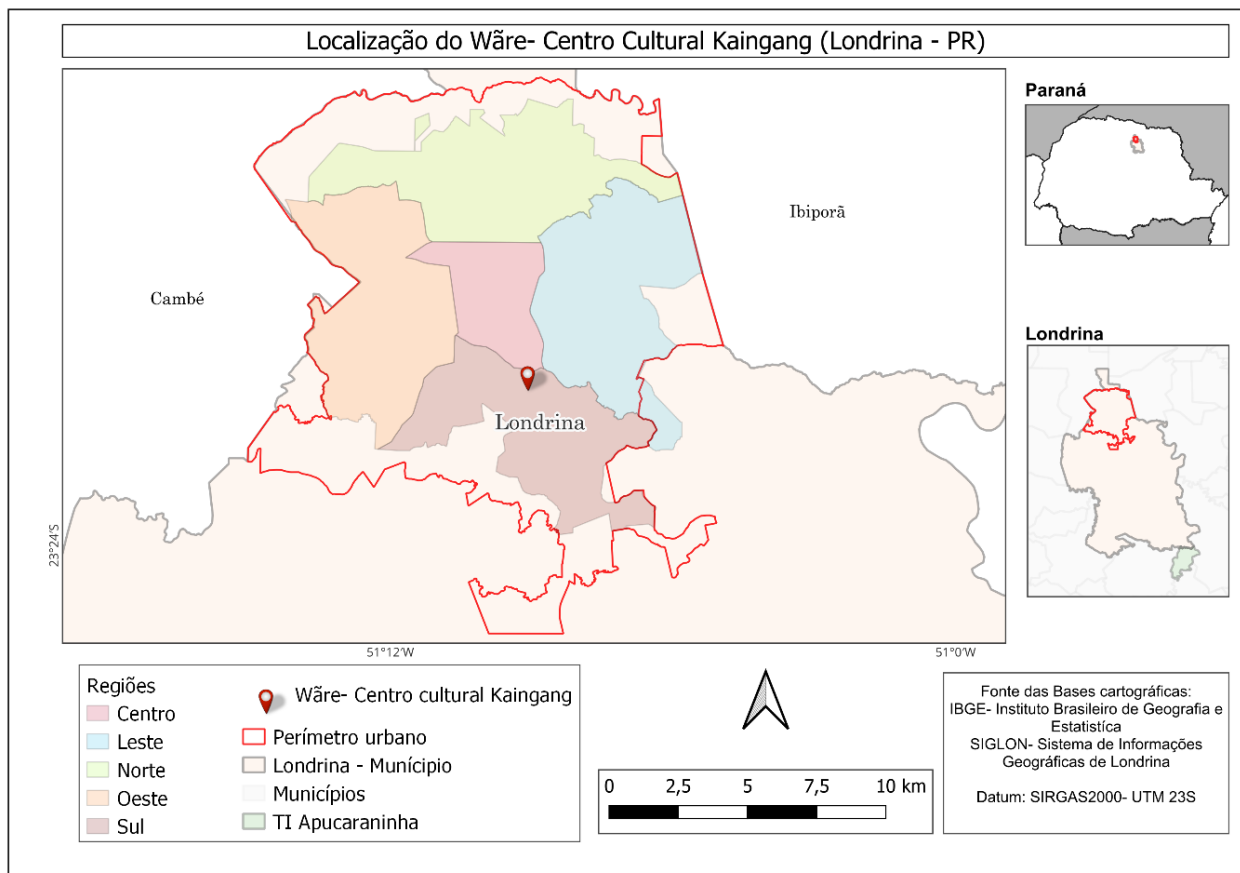 Localização do Wãre- Centro Cultural Kaingang (Londrina - PR)
Cambé
Ibiporã
Londrina
23°24'S
51°12'W
51°0'W
Paraná
Londrina
Regiões
Centro
Leste
Norte
Oeste
Sul
Wãre- Centro cultural Kaingang
Perímetro urbano
Londrina - Munícipio
Municípios
TI Apucaraninha
0 2,5 5 7,5 10 km
Fonte das Bases cartográficas:
IBGE- Instituto Brasileiro de Geografia e
Estatistíca
SIGLON- Sistema de Informações
Geográficas de Londrina
Datum: SIRGAS2000- UTM 23S